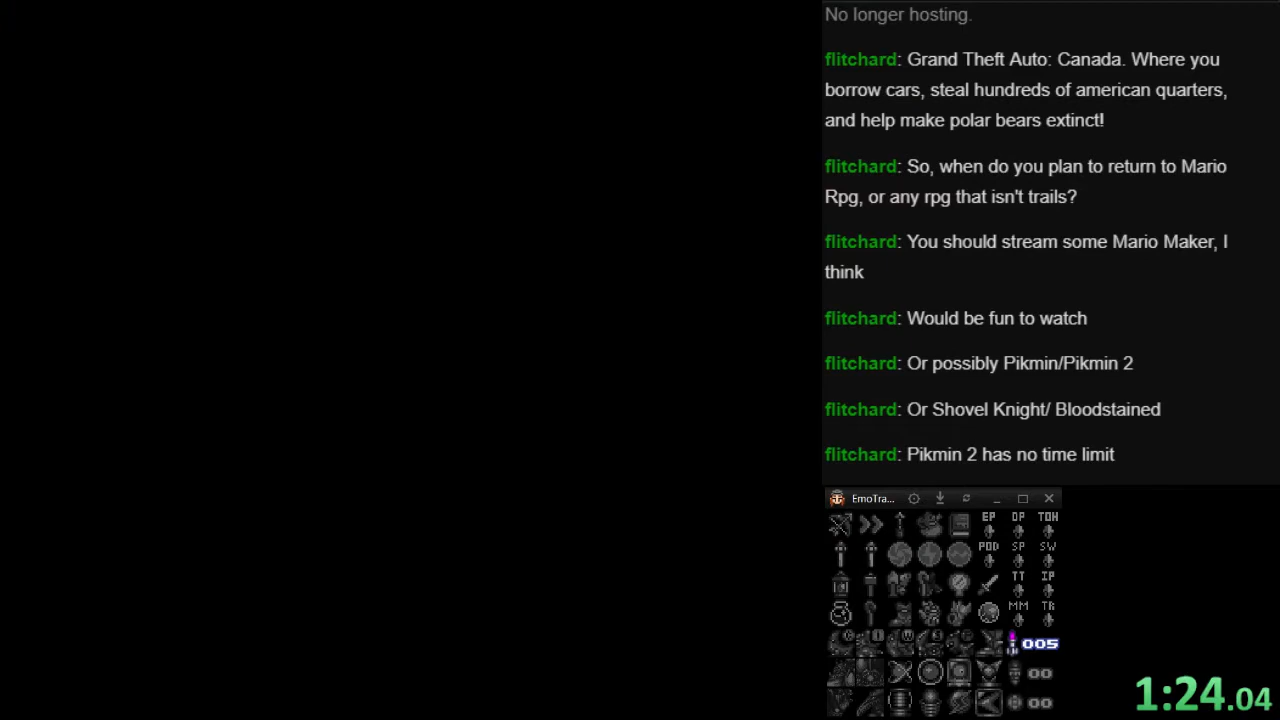 No longer hosting.
flitchard: Grand Theft Auto: Canada. Where you
borrow cars, steal hundreds of american quarters,
and help make polar bears extinct!
flitchard: So, when do you plan to return to Mario
Rpg, or any rpg that isn't trails?
flitchard: You should stream some Mario Maker, I
think
flitchard: Would be fun to watch
flitchard: Or possibly Pikmin/Pikmin 2
flitchard: Or Shovel Knight/ Bloodstained
flitchard: Pikmin 2 has no time limit
EmoTra...
EP DP TOH
POD SP SW
TT IP
MM TR
005
00
00
1:24.04